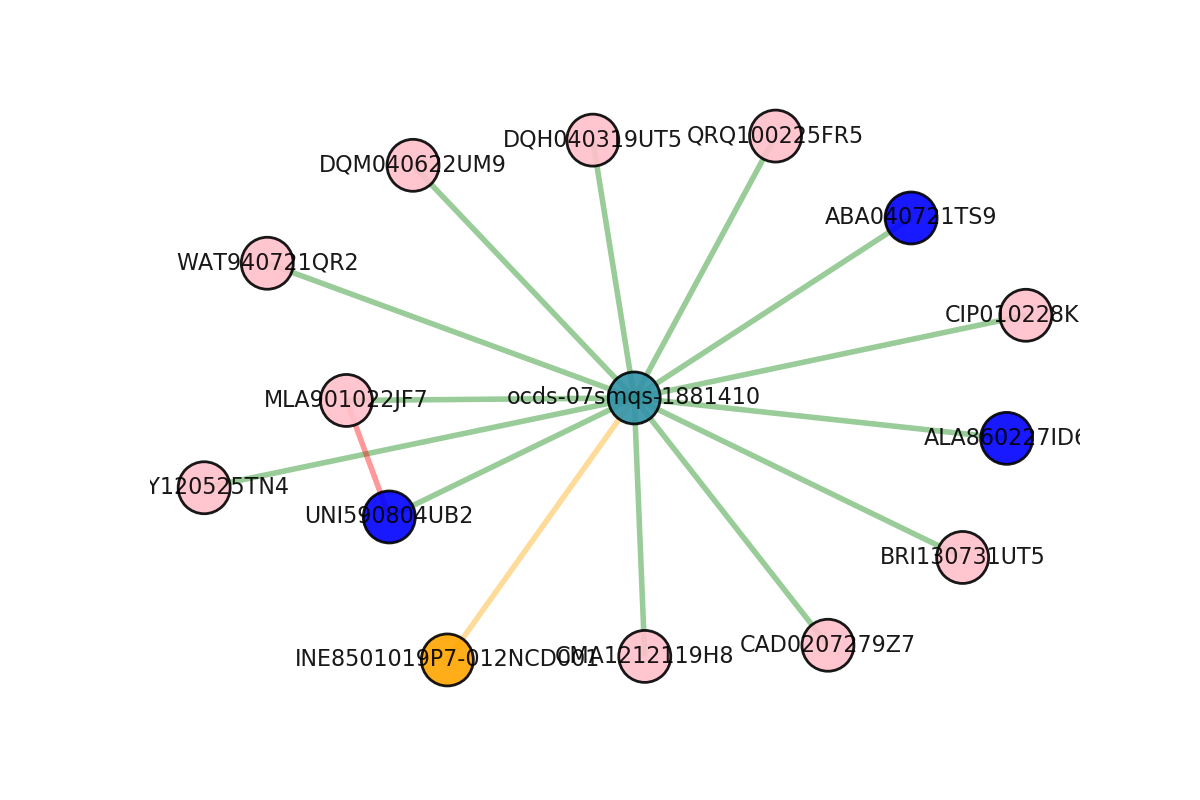 DQH040319UT5
QRQ100225FR5
DQM040622UM9
ABA040721TS9
WAT940721QR2
CIP010228K
ocds-07smqs-1881410
MLA901022JF7
ALA860227ID6
Y120525TN4
UNI590804UB2
BRI130731UT5
CAD0207279Z7
INE8501019P7-012NCD001
CMA1212119H8